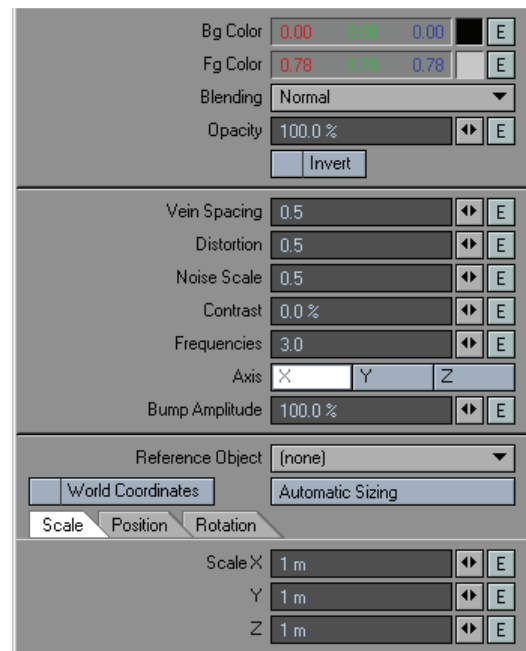 Bg Color 0.00 0.00 0.00 E
Fg Color 0.78 0.78 0.78 E
Blending Normal
Opacity 100.0 % E
Invert
Vein Spacing 0.5 E
Distortion 0.5 E
Noise Scale 0.5 E
Contrast 0.0 % E
Frequencies 3.0 E
Axis X Y Z
Bump Amplitude 100.0 % E
Reference Object (none)
World Coordinates Automatic Sizing
Scale Position Rotation
Scale X 1 m E
Y 1 m E
Z 1 m E